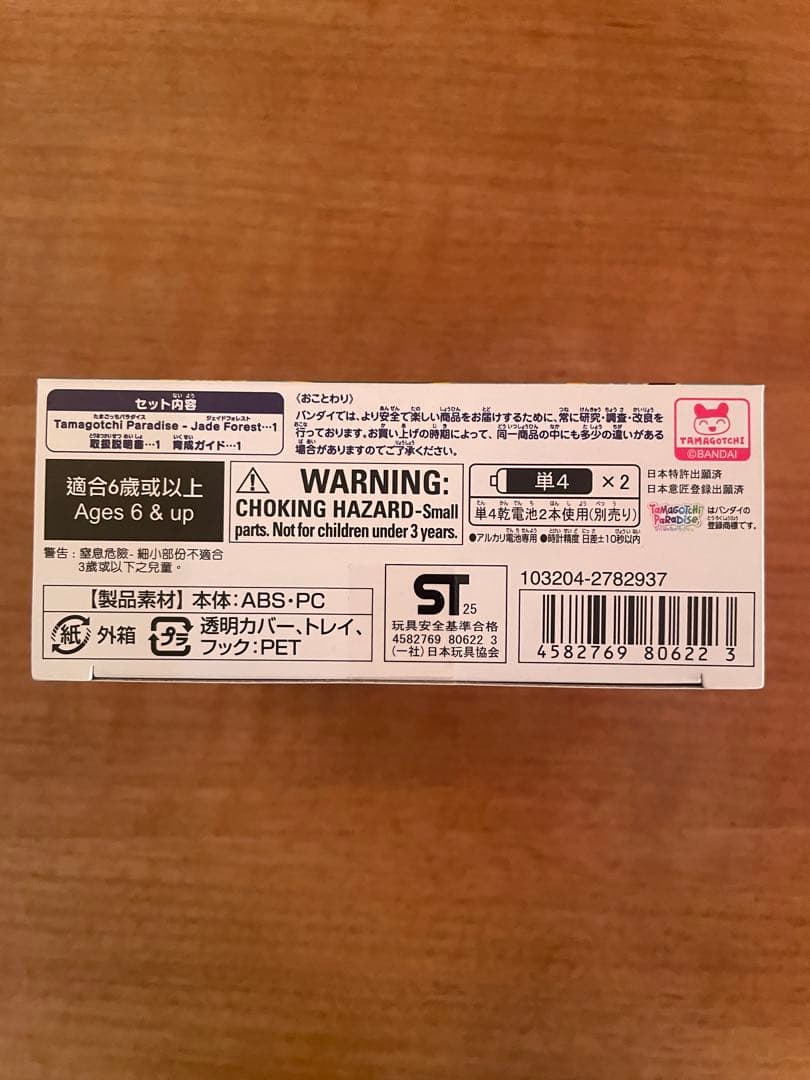 セット内容
Tamagotchi Paradise - Jade Forest…1
取扱説明書…1 育成ガイド…1
〈おことわり〉
バンダイでは、より安全で楽しい商品をお届けするために、常に研究・調査・改良を
行っております。お買い上げの時期によって、同一商品の中にも多少の違いがある
場合がありますのでご了承ください。
TAMAGOTCHI
©BANDAI
適合6歲或以上
Ages 6 & up
警告：窒息危險- 細小部份不適合
3歲或以下之兒童。
WARNING:
CHOKING HAZARD-Small
parts. Not for children under 3 years.
単4 ×2
単4乾電池2本使用(別売り)
●アルカリ電池専用 ●時計精度 日差±10秒以内
日本特許出願済
日本意匠登録出願済
TAMAGOTCHI PARADISE はバンダイの
登録商標です。
【製品素材】本体：ABS・PC
紙 外箱 プラ 透明カバー、トレイ、
フック：PET
ST 25
玩具安全基準合格
4582769 80622 3
(一社)日本玩具協会
103204-2782937
4582769 80622 3